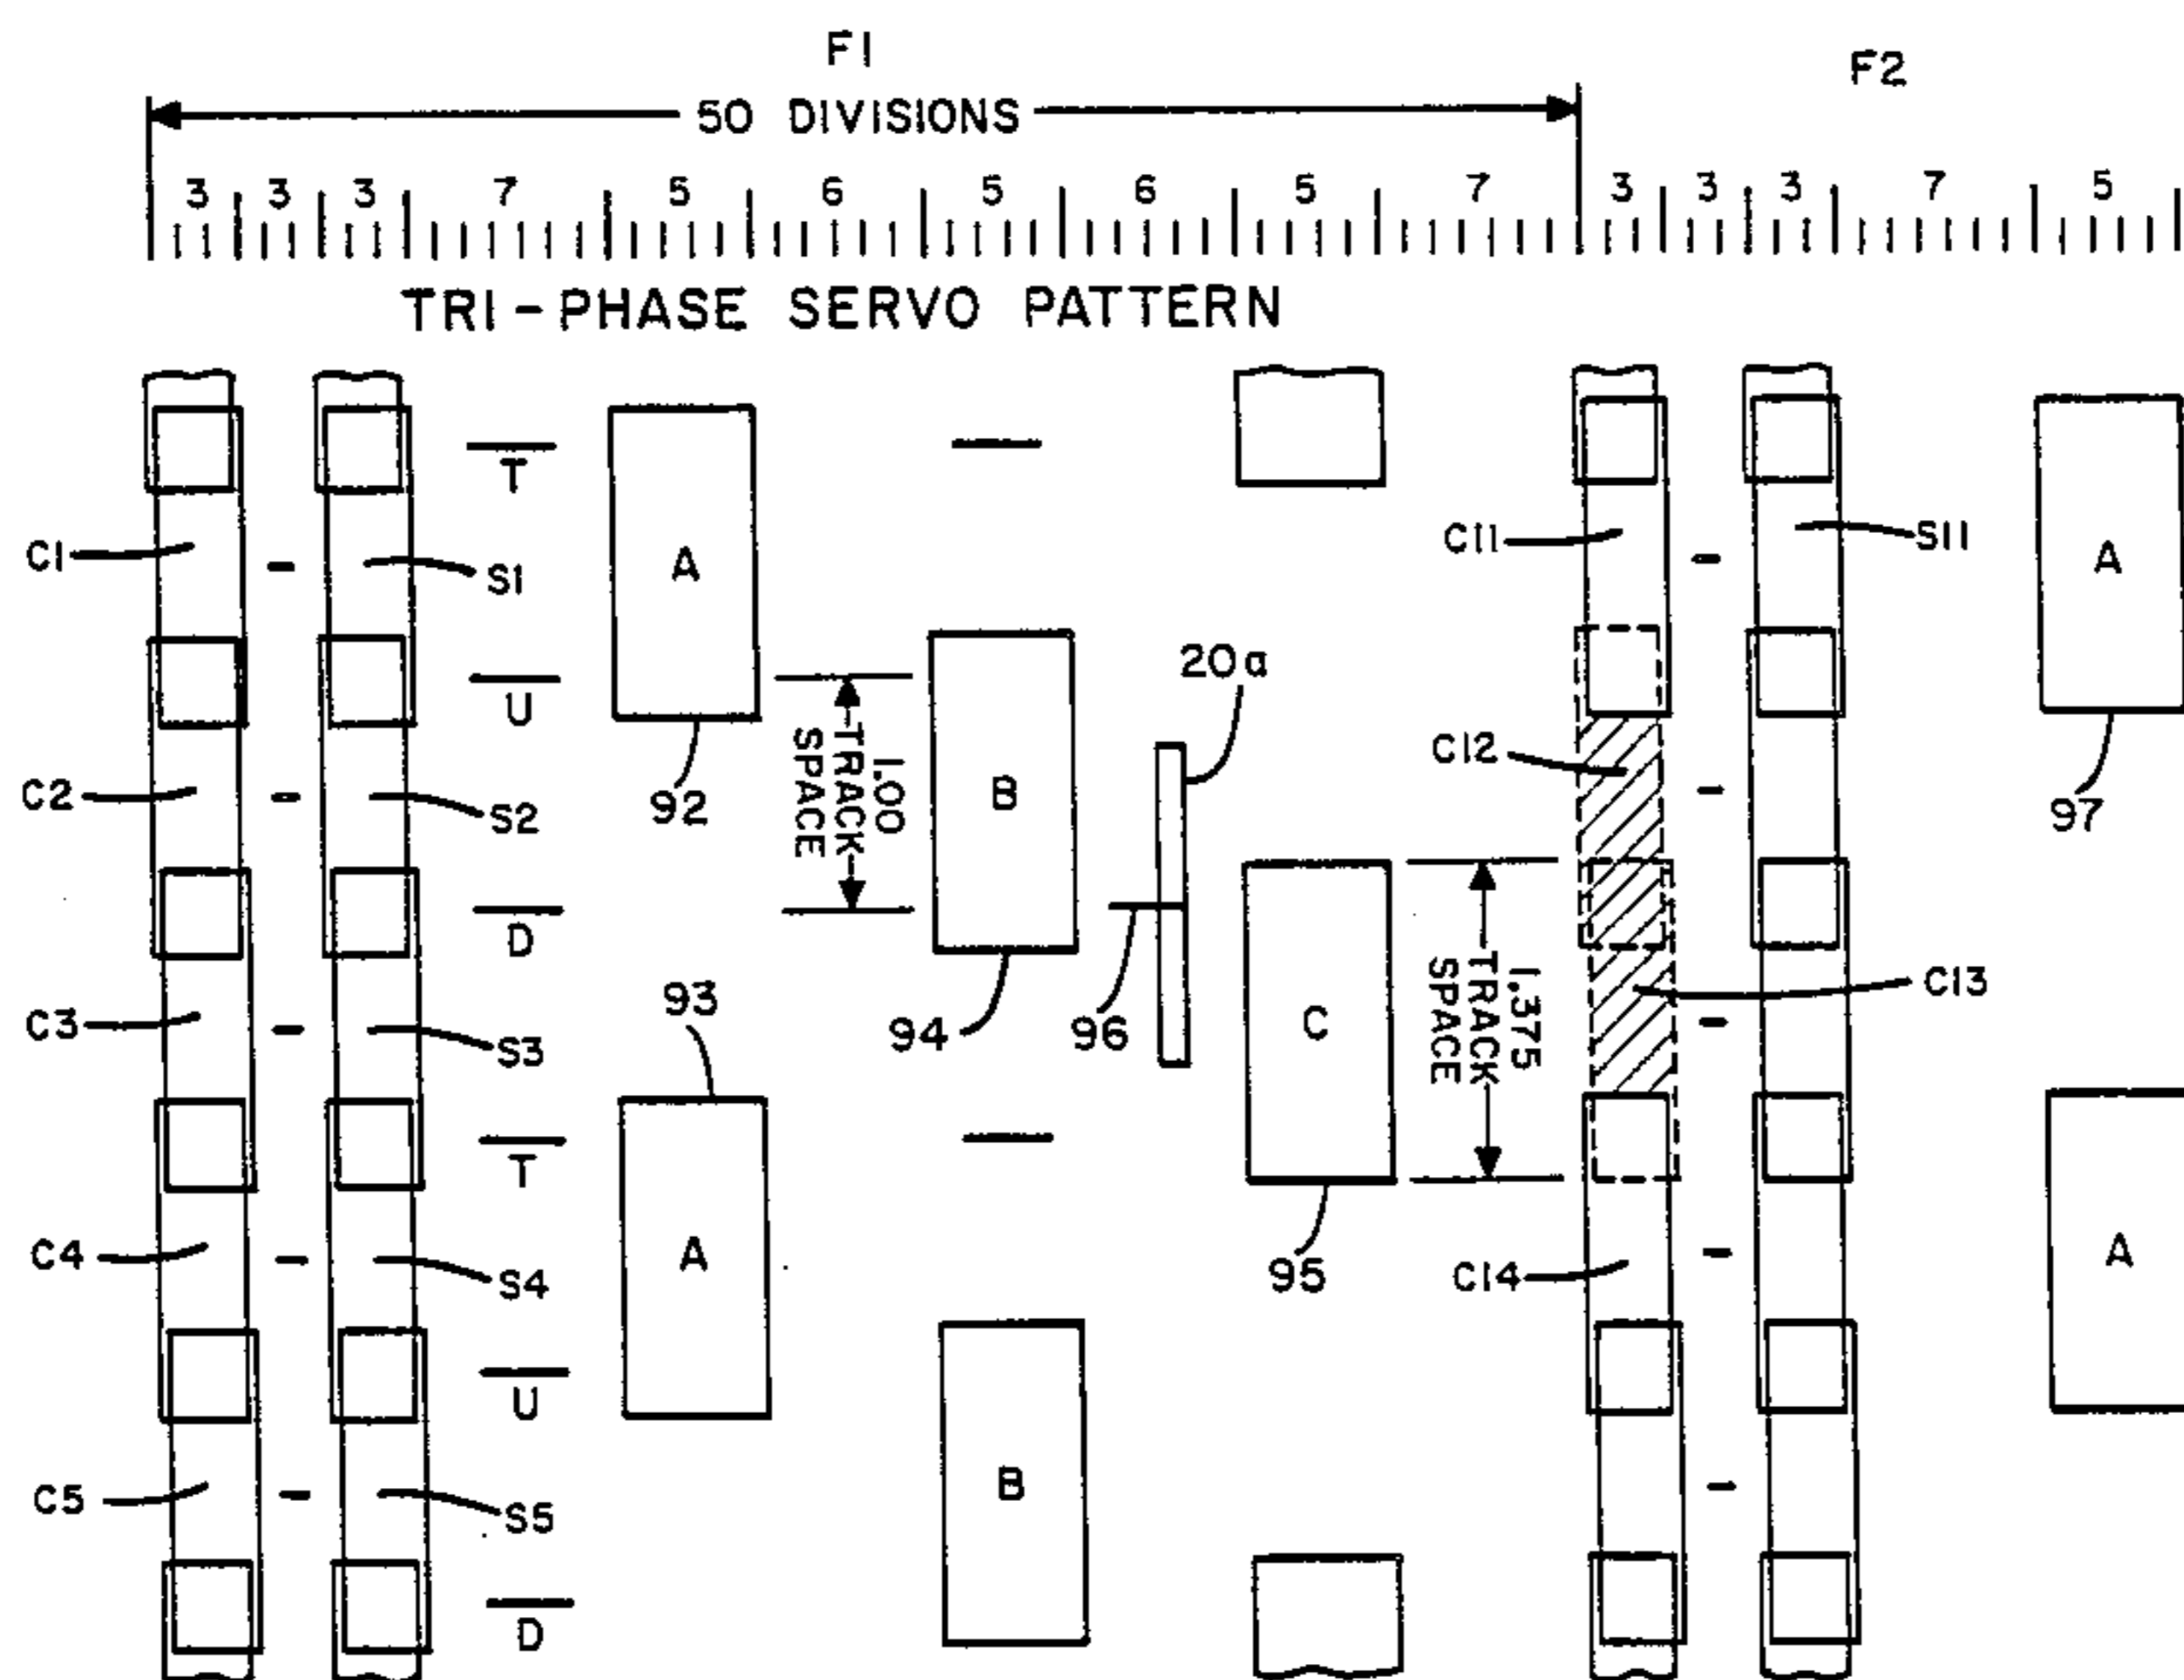 F1
F2
50 DIVISIONS
3 3 3 7 5 6 5 6 5 7 3 3 3 7 5
TRI-PHASE SERVO PATTERN
T
C1
S1
A
C11
S11
A
U
20a
C2
S2
92
1.00
TRACK
SPACE
B
C12
97
D
C3
S3
93
94
96
C
1.375
TRACK
SPACE
C13
T
C4
S4
A
95
C14
A
U
C5
S5
B
D